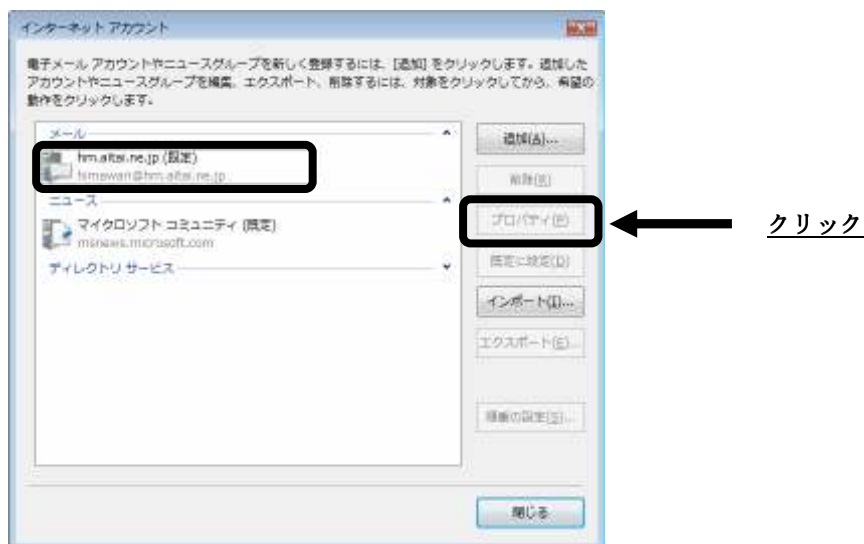 インターネット アカウント
電子メール アカウントやニュースグループを新しく登録するには、[追加] をクリックします。追加した
アカウントやニュースグループを編集、エクスポート、削除するには、対象をクリックしてから、希望の
動作をクリックします。
メール
hm.aitai.ne.jp (既定)
himawari@hm.aitai.ne.jp
ニュース
マイクロソフト コミュニティ (既定)
msnews.microsoft.com
ディレクトリ サービス
追加(A)...
削除(R)
プロパティ(P)
既定に設定(D)
インポート(I)...
エクスポート(E)...
順番の設定(S)...
閉じる
クリック